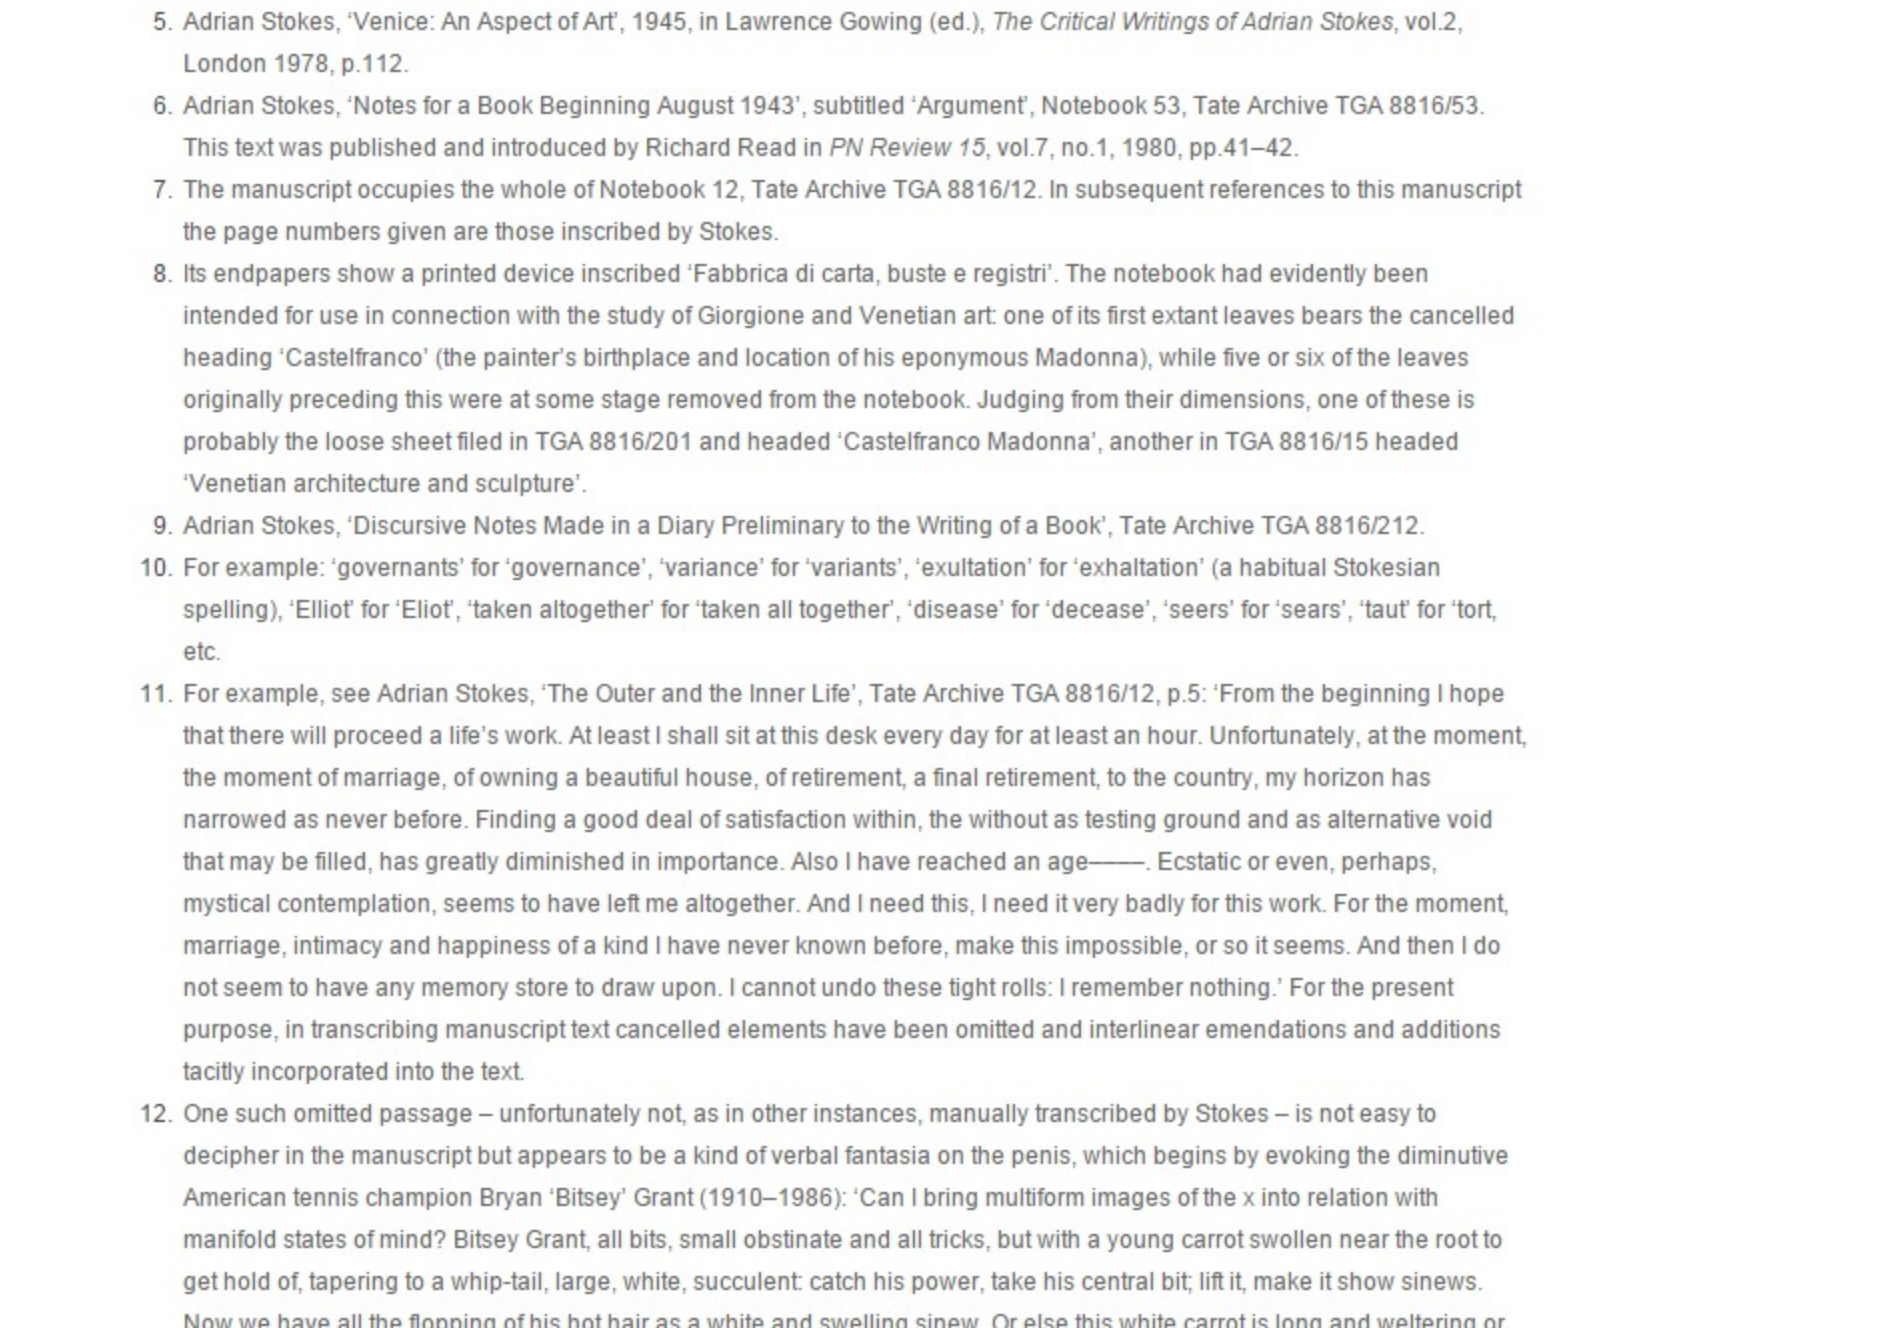 5. Adrian Stokes, ‘Venice: An Aspect of Art’, 1945, in Lawrence Gowing (ed.), The Critical Writings of Adrian Stokes, vol.2,
London 1978, p.112.
6. Adrian Stokes, ‘Notes for a Book Beginning August 1943’, subtitled ‘Argument’, Notebook 53, Tate Archive TGA 8816/53.
This text was published and introduced by Richard Read in PN Review 15, vol.7, no.1, 1980, pp.41–42.
7. The manuscript occupies the whole of Notebook 12, Tate Archive TGA 8816/12. In subsequent references to this manuscript
the page numbers given are those inscribed by Stokes.
8. Its endpapers show a printed device inscribed ‘Fabbrica di carta, buste e registri’. The notebook had evidently been
intended for use in connection with the study of Giorgione and Venetian art: one of its first extant leaves bears the cancelled
heading ‘Castelfranco’ (the painter’s birthplace and location of his eponymous Madonna), while five or six of the leaves
originally preceding this were at some stage removed from the notebook. Judging from their dimensions, one of these is
probably the loose sheet filed in TGA 8816/201 and headed ‘Castelfranco Madonna’, another in TGA 8816/15 headed
‘Venetian architecture and sculpture’.
9. Adrian Stokes, ‘Discursive Notes Made in a Diary Preliminary to the Writing of a Book’, Tate Archive TGA 8816/212.
10. For example: ‘governants’ for ‘governance’, ‘variance’ for ‘variants’, ‘exultation’ for ‘exhaltation’ (a habitual Stokesian
spelling), ‘Elliot’ for ‘Eliot’, ‘taken altogether’ for ‘taken all together’, ‘disease’ for ‘decease’, ‘seers’ for ‘sears’, ‘taut’ for ‘tort,
etc.
11. For example, see Adrian Stokes, ‘The Outer and the Inner Life’, Tate Archive TGA 8816/12, p.5: ‘From the beginning I hope
that there will proceed a life’s work. At least I shall sit at this desk every day for at least an hour. Unfortunately, at the moment,
the moment of marriage, of owning a beautiful house, of retirement, a final retirement, to the country, my horizon has
narrowed as never before. Finding a good deal of satisfaction within, the without as testing ground and as alternative void
that may be filled, has greatly diminished in importance. Also I have reached an age––––. Ecstatic or even, perhaps,
mystical contemplation, seems to have left me altogether. And I need this, I need it very badly for this work. For the moment,
marriage, intimacy and happiness of a kind I have never known before, make this impossible, or so it seems. And then I do
not seem to have any memory store to draw upon. I cannot undo these tight rolls: I remember nothing.’ For the present
purpose, in transcribing manuscript text cancelled elements have been omitted and interlinear emendations and additions
tacitly incorporated into the text.
12. One such omitted passage – unfortunately not, as in other instances, manually transcribed by Stokes – is not easy to
decipher in the manuscript but appears to be a kind of verbal fantasia on the penis, which begins by evoking the diminutive
American tennis champion Bryan ‘Bitsey’ Grant (1910–1986): ‘Can I bring multiform images of the x into relation with
manifold states of mind? Bitsey Grant, all bits, small obstinate and all tricks, but with a young carrot swollen near the root to
get hold of, tapering to a whip-tail, large, white, succulent: catch his power, take his central bit; lift it, make it show sinews.
Now we have all the flopping of his hot hair as a white and swelling sinew. Or else this white carrot is long and weltering or